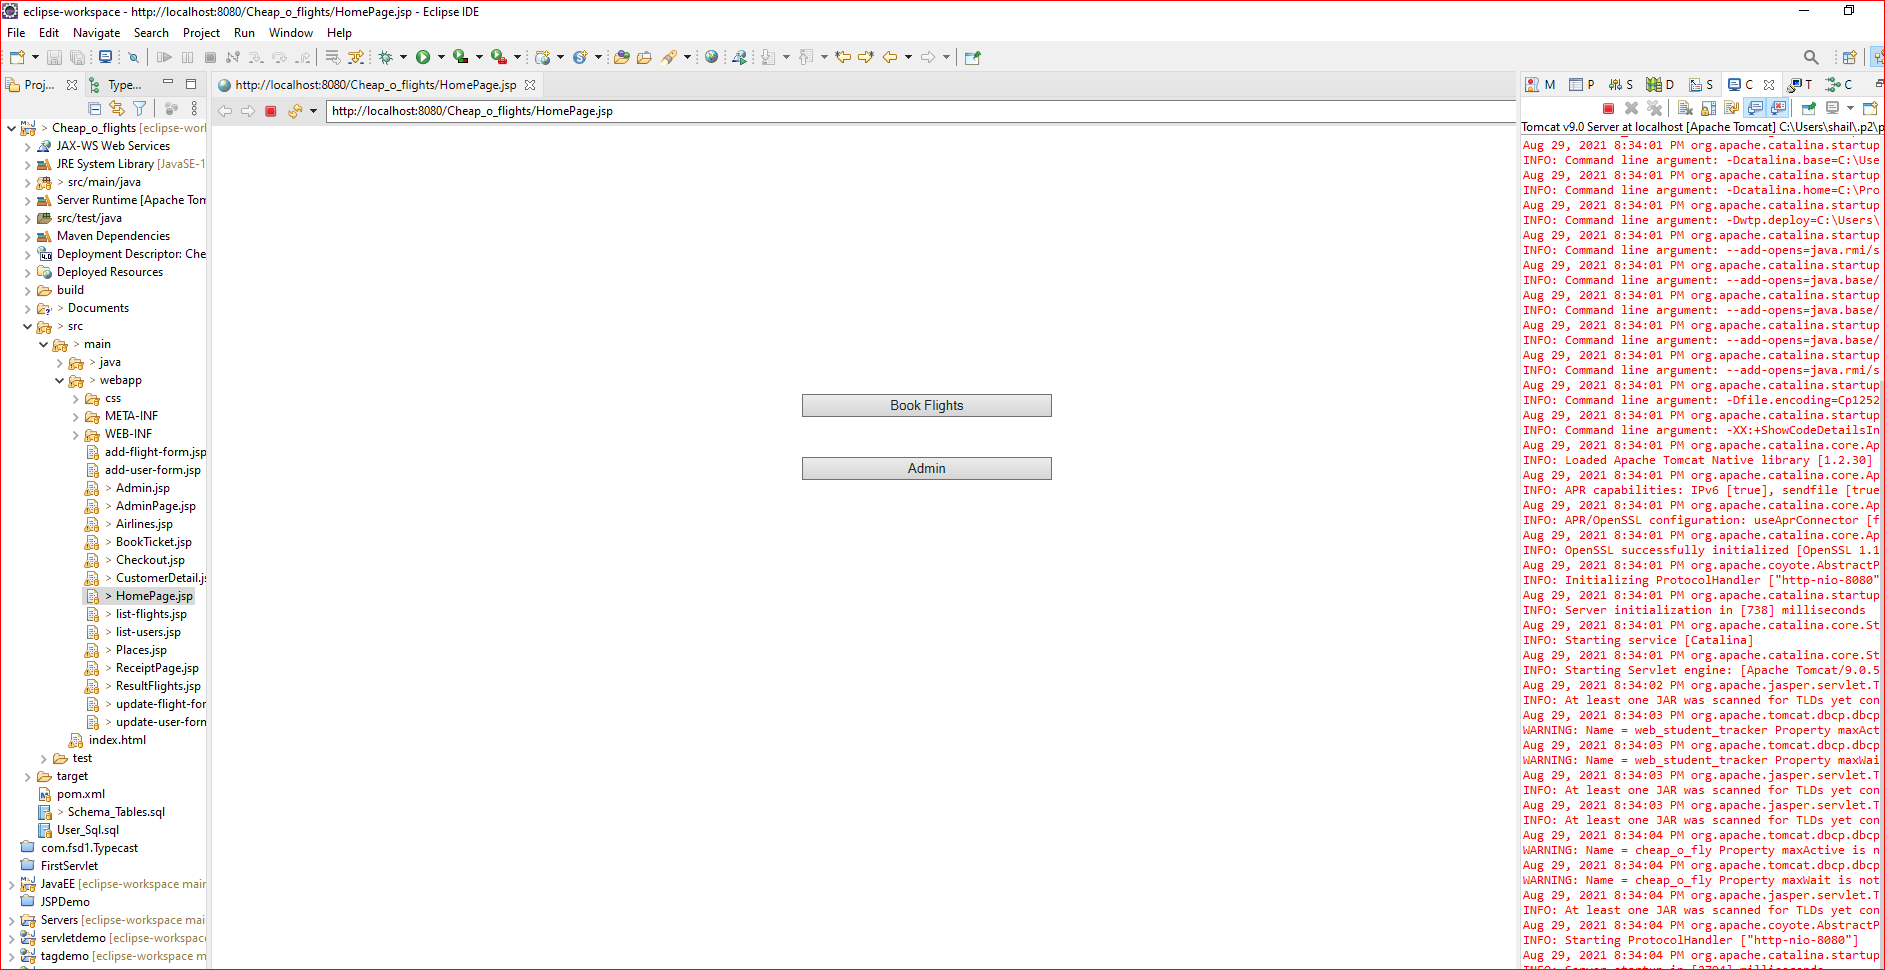 eclipse-workspace - http://localhost:8080/Cheap_o_flights/HomePage.jsp - Eclipse IDE
File Edit Navigate Search Project Run Window Help
Proj... Type...
http://localhost:8080/Cheap_o_flights/HomePage.jsp
M P S D S C T C
http://localhost:8080/Cheap_o_flights/HomePage.jsp
> Cheap_o_flights [eclipse-worl
JAX-WS Web Services
JRE System Library [JavaSE-1
> src/main/java
Server Runtime [Apache Tom
src/test/java
Maven Dependencies
Deployment Descriptor: Che
Deployed Resources
build
> Documents
> src
> main
> java
> webapp
css
META-INF
WEB-INF
add-flight-form.jsp
add-user-form.jsp
> Admin.jsp
> AdminPage.jsp
> Airlines.jsp
> BookTicket.jsp
> Checkout.jsp
> CustomerDetail.js
> HomePage.jsp
> list-flights.jsp
> list-users.jsp
> Places.jsp
> ReceiptPage.jsp
> ResultFlights.jsp
> update-flight-for
> update-user-forn
index.html
test
target
pom.xml
> Schema_Tables.sql
User_Sql.sql
com.fsd1.Typecast
FirstServlet
JavaEE [eclipse-workspace main
JSPDemo
Servers [eclipse-workspace mai
servletdemo [eclipse-workspace
tagdemo [eclipse-workspace m
Book Flights
Admin
Tomcat v9.0 Server at localhost [Apache Tomcat] C:\Users\shail\.p2\p
Aug 29, 2021 8:34:01 PM org.apache.catalina.startup
INFO: Command line argument: -Dcatalina.base=C:\Use
Aug 29, 2021 8:34:01 PM org.apache.catalina.startup
INFO: Command line argument: -Dcatalina.home=C:\Pro
Aug 29, 2021 8:34:01 PM org.apache.catalina.startup
INFO: Command line argument: -Dwtp.deploy=C:\Users\
Aug 29, 2021 8:34:01 PM org.apache.catalina.startup
INFO: Command line argument: --add-opens=java.rmi/s
Aug 29, 2021 8:34:01 PM org.apache.catalina.startup
INFO: Command line argument: --add-opens=java.base/
Aug 29, 2021 8:34:01 PM org.apache.catalina.startup
INFO: Command line argument: --add-opens=java.base/
Aug 29, 2021 8:34:01 PM org.apache.catalina.startup
INFO: Command line argument: --add-opens=java.base/
Aug 29, 2021 8:34:01 PM org.apache.catalina.startup
INFO: Command line argument: --add-opens=java.rmi/s
Aug 29, 2021 8:34:01 PM org.apache.catalina.startup
INFO: Command line argument: -Dfile.encoding=Cp1252
Aug 29, 2021 8:34:01 PM org.apache.catalina.startup
INFO: Command line argument: -XX:+ShowCodeDetailsIn
Aug 29, 2021 8:34:01 PM org.apache.catalina.core.Ap
INFO: Loaded Apache Tomcat Native library [1.2.30]
Aug 29, 2021 8:34:01 PM org.apache.catalina.core.Ap
INFO: APR capabilities: IPv6 [true], sendfile [true
Aug 29, 2021 8:34:01 PM org.apache.catalina.core.Ap
INFO: APR/OpenSSL configuration: useAprConnector [f
Aug 29, 2021 8:34:01 PM org.apache.catalina.core.Ap
INFO: OpenSSL successfully initialized [OpenSSL 1.1
Aug 29, 2021 8:34:01 PM org.apache.coyote.AbstractP
INFO: Initializing ProtocolHandler ["http-nio-8080"
Aug 29, 2021 8:34:01 PM org.apache.catalina.startup
INFO: Server initialization in [738] milliseconds
Aug 29, 2021 8:34:01 PM org.apache.catalina.core.St
INFO: Starting service [Catalina]
Aug 29, 2021 8:34:01 PM org.apache.catalina.core.St
INFO: Starting Servlet engine: [Apache Tomcat/9.0.5
Aug 29, 2021 8:34:02 PM org.apache.jasper.servlet.T
INFO: At least one JAR was scanned for TLDs yet con
Aug 29, 2021 8:34:03 PM org.apache.tomcat.dbcp.dbcp
WARNING: Name = web_student_tracker Property maxAct
Aug 29, 2021 8:34:03 PM org.apache.tomcat.dbcp.dbcp
WARNING: Name = web_student_tracker Property maxWai
Aug 29, 2021 8:34:03 PM org.apache.jasper.servlet.T
INFO: At least one JAR was scanned for TLDs yet con
Aug 29, 2021 8:34:03 PM org.apache.jasper.servlet.T
INFO: At least one JAR was scanned for TLDs yet con
Aug 29, 2021 8:34:04 PM org.apache.tomcat.dbcp.dbcp
WARNING: Name = cheap_o_fly Property maxActive is n
Aug 29, 2021 8:34:04 PM org.apache.tomcat.dbcp.dbcp
WARNING: Name = cheap_o_fly Property maxWait is not
Aug 29, 2021 8:34:04 PM org.apache.jasper.servlet.T
INFO: At least one JAR was scanned for TLDs yet con
Aug 29, 2021 8:34:04 PM org.apache.coyote.AbstractP
INFO: Starting ProtocolHandler ["http-nio-8080"]
Aug 29, 2021 8:34:04 PM org.apache.catalina.startup